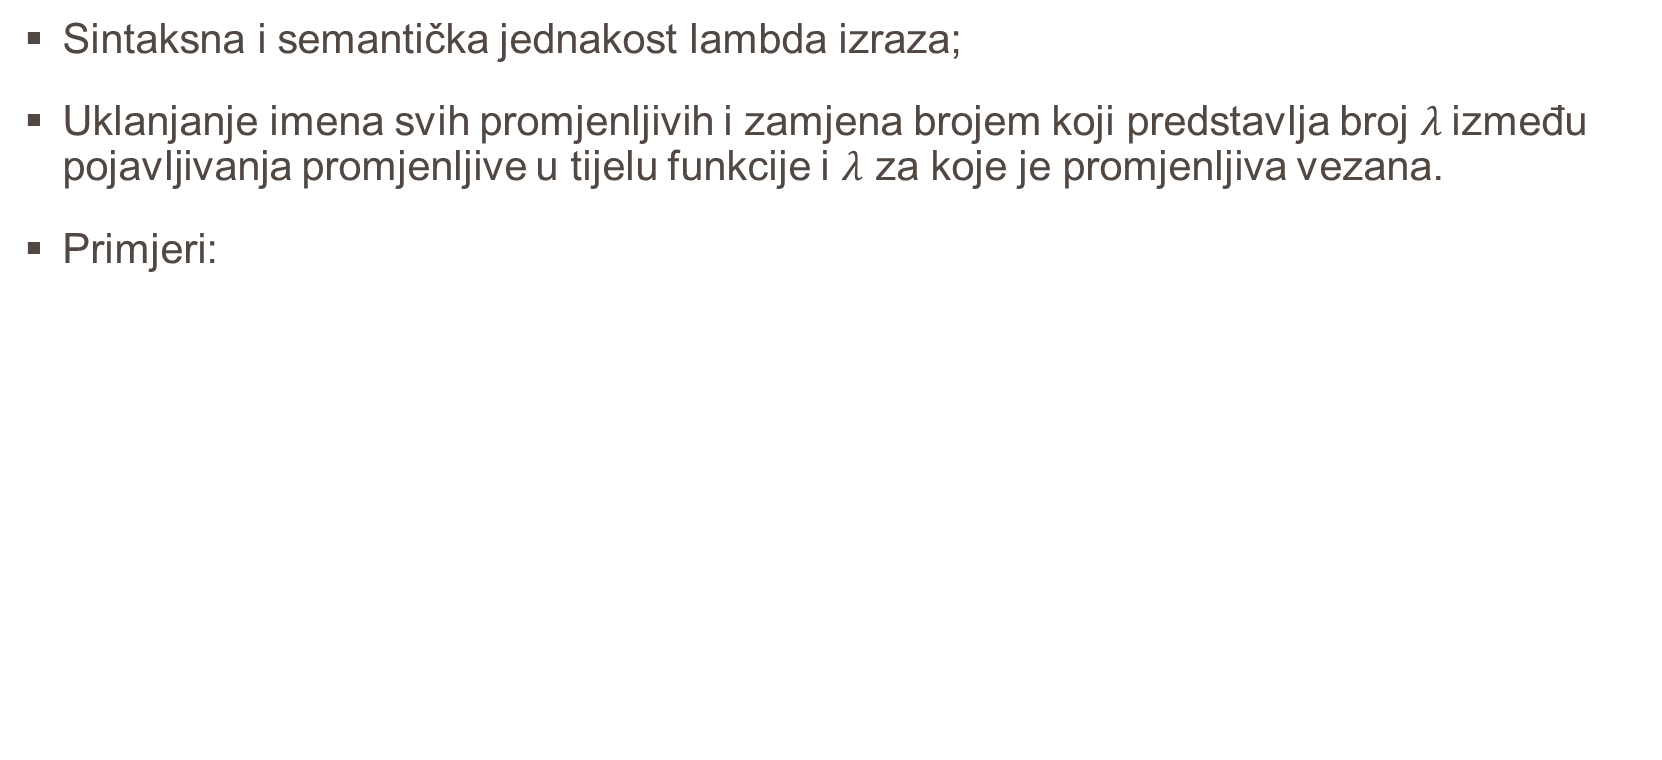 ▪ Sintaksna i semantička jednakost lambda izraza;
▪ Uklanjanje imena svih promjenljivih i zamjena brojem koji predstavlja broj 𝜆 između
pojavljivanja promjenljive u tijelu funkcije i 𝜆 za koje je promjenljiva vezana.
▪ Primjeri: